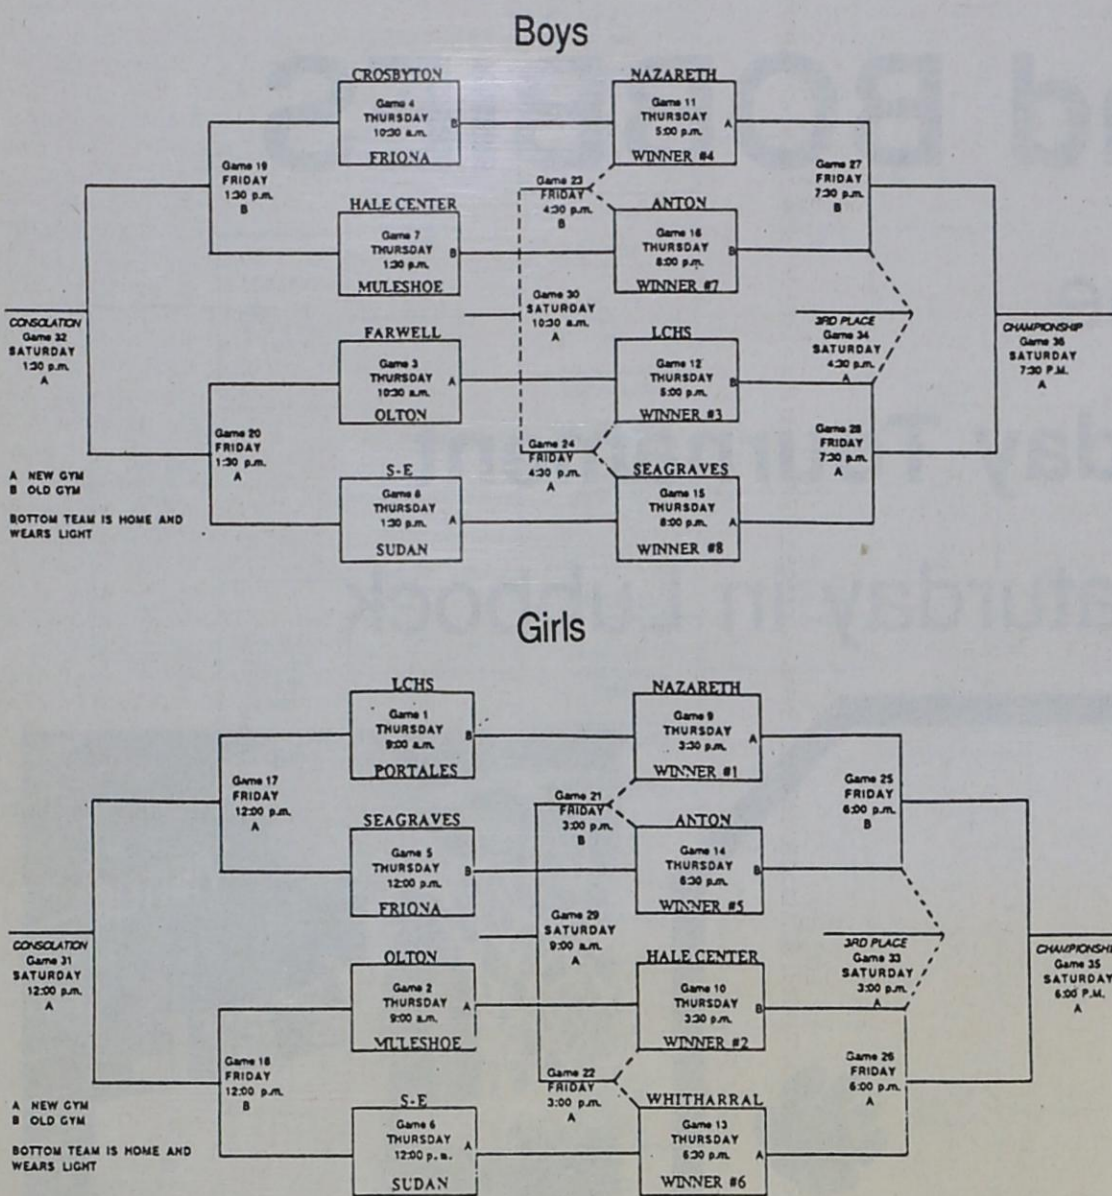 Boys
CROSBYTON
Game 4
THURSDAY
10:30 a.m.
B
FRIONA
NAZARETH
Game 11
THURSDAY
5:00 p.m.
A
WINNER #4
Game 19
FRIDAY
1:30 p.m.
B
Game 23
FRIDAY
4:30 p.m.
B
Game 27
FRIDAY
7:30 p.m.
B
HALE CENTER
Game 7
THURSDAY
1:30 p.m.
B
MULESHOE
ANTON
Game 16
THURSDAY
8:00 p.m.
B
WINNER #7
CONSOLATION
Game 32
SATURDAY
1:30 p.m.
A
Game 30
SATURDAY
10:30 a.m.
A
3RD PLACE
Game 34
SATURDAY
4:30 p.m.
A
CHAMPIONSHIP
Game 36
SATURDAY
7:30 P.M.
A
FARWELL
Game 3
THURSDAY
10:30 a.m.
A
OLTON
LCHS
Game 12
THURSDAY
5:00 p.m.
B
WINNER #3
Game 20
FRIDAY
1:30 p.m.
A
Game 24
FRIDAY
4:30 p.m.
A
Game 28
FRIDAY
7:30 p.m.
A
S-E
Game 8
THURSDAY
1:30 p.m.
A
SUDAN
SEAGRAVES
Game 15
THURSDAY
8:00 p.m.
A
WINNER #8
A NEW GYM
B OLD GYM
BOTTOM TEAM IS HOME AND
WEARS LIGHT
Girls
LCHS
Game 1
THURSDAY
9:00 a.m.
B
PORTALES
NAZARETH
Game 9
THURSDAY
3:30 p.m.
A
WINNER #1
Game 17
FRIDAY
12:00 p.m.
A
Game 21
FRIDAY
3:00 p.m.
B
Game 25
FRIDAY
6:00 p.m.
B
SEAGRAVES
Game 5
THURSDAY
12:00 p.m.
B
FRIONA
ANTON
Game 14
THURSDAY
6:30 p.m.
B
WINNER #5
CONSOLATION
Game 31
SATURDAY
12:00 p.m.
A
Game 29
SATURDAY
9:00 a.m.
A
3RD PLACE
Game 33
SATURDAY
3:00 p.m.
A
CHAMPIONSHIP
Game 35
SATURDAY
6:00 P.M.
A
OLTON
Game 2
THURSDAY
9:00 a.m.
A
MULESHOE
HALE CENTER
Game 10
THURSDAY
3:30 p.m.
B
WINNER #2
Game 18
FRIDAY
12:00 p.m.
B
Game 22
FRIDAY
3:00 p.m.
A
Game 26
FRIDAY
6:00 p.m.
A
S-E
Game 6
THURSDAY
12:00 p.m.
A
SUDAN
WHITHARRAL
Game 13
THURSDAY
6:30 p.m.
A
WINNER #6
A NEW GYM
B OLD GYM
BOTTOM TEAM IS HOME AND
WEARS LIGHT